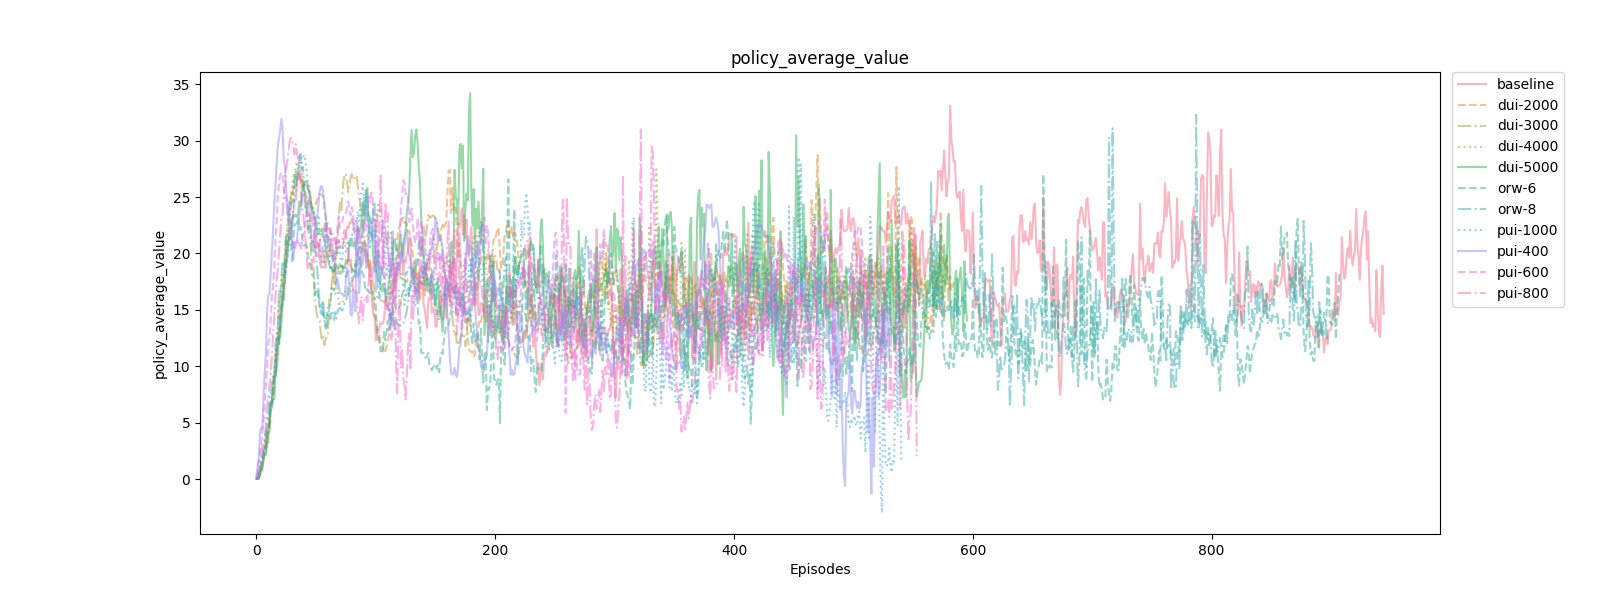 policy_average_value
35
30
25
20
15
10
5
0
policy_average_value
0
200
400
600
800
Episodes
baseline
dui-2000
dui-3000
dui-4000
dui-5000
orw-6
orw-8
pui-1000
pui-400
pui-600
pui-800